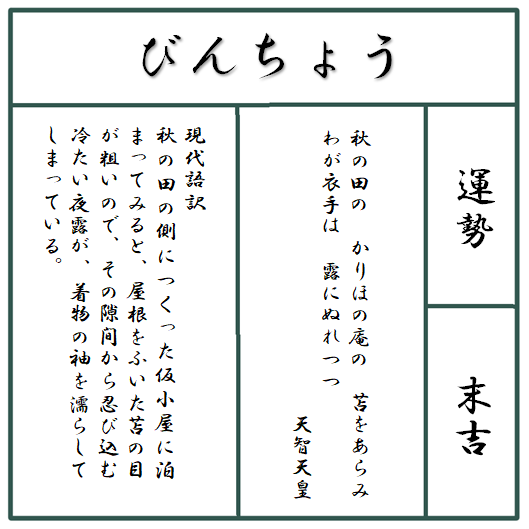 びんちょう
運勢
末吉
秋の田の かりほの庵の 苫をあらみ
わが衣手は 露にぬれつつ
天智天皇
現代語訳
秋の田の側につくった仮小屋に泊
まってみると、屋根をふいた苫の目
が粗いので、その隙間から忍び込む
冷たい夜露が、着物の袖を濡らして
しまっている。